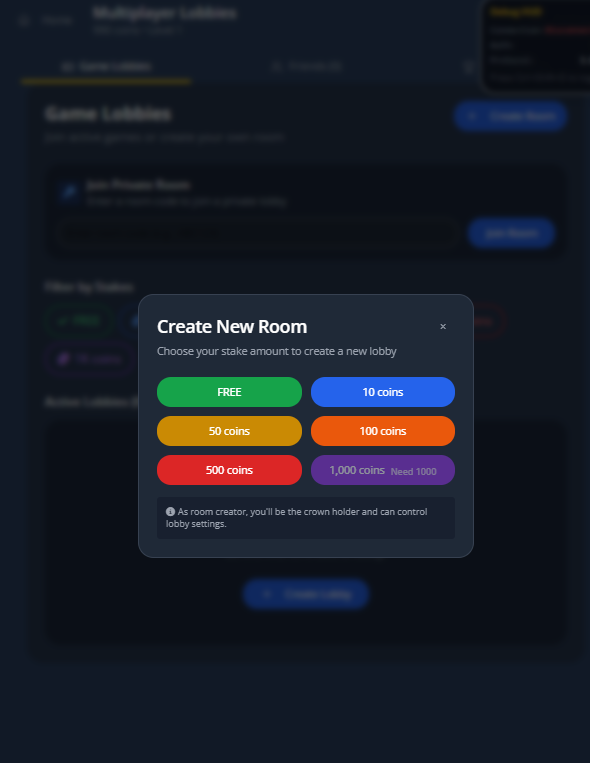 Multiplayer Lobbies
Game Lobbies
Friends
Game Lobbies
Create Room
Join active games or create your own room
Join Private Room
Enter a room code to join a private lobby
Join Room
Filter by Stakes
FREE
Active Lobbies
Create New Room
×
Choose your stake amount to create a new lobby
FREE
10 coins
50 coins
100 coins
500 coins
1,000 coins Need 1000
As room creator, you'll be the crown holder and can control
lobby settings.
Create Lobby